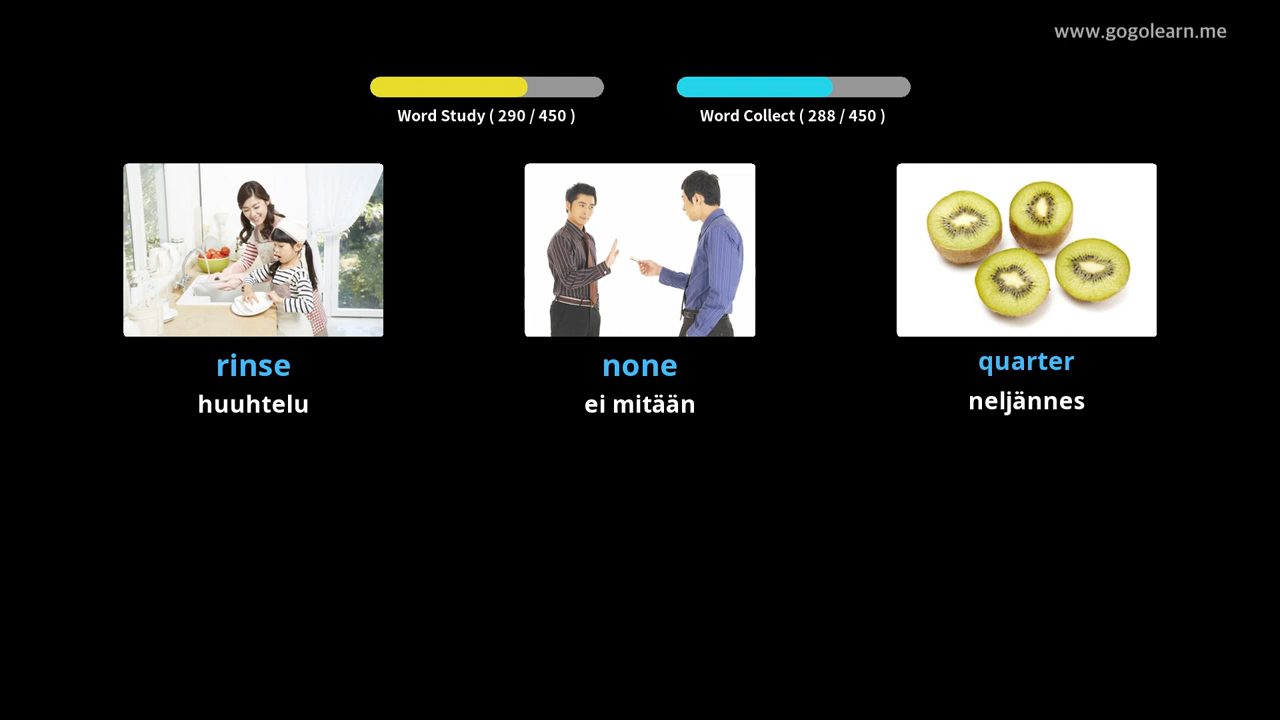 www.gogolearn.me
Word Study ( 290 / 450 )
Word Collect ( 288 / 450 )
rinse
huuhtelu
none
ei mitään
quarter
neljännes